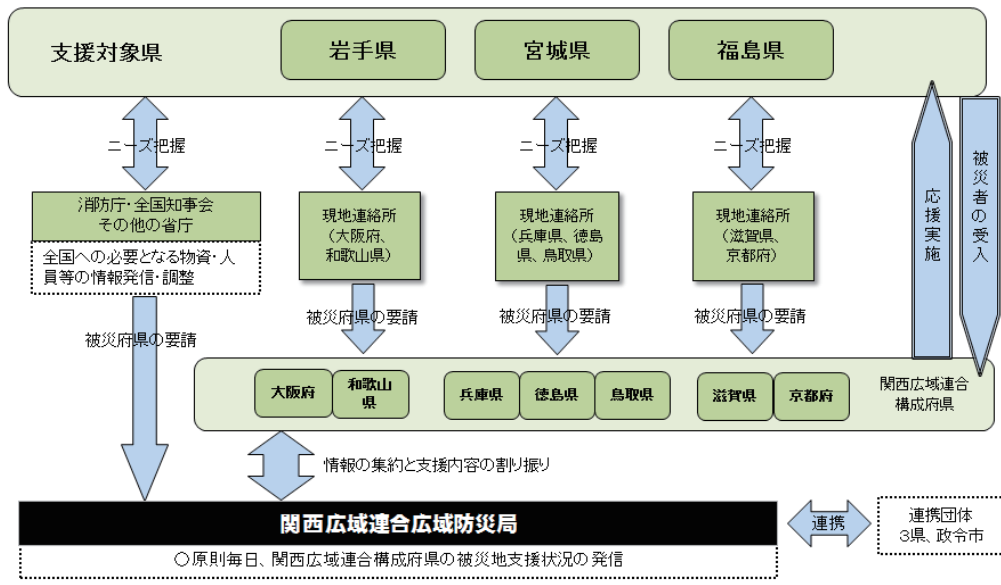 支援対象県
岩手県
宮城県
福島県
ニーズ把握
ニーズ把握
ニーズ把握
ニーズ把握
応援実施
被災者の受入
消防庁・全国知事会
その他の省庁
全国への必要となる物資・人
員等の情報発信・調整
現地連絡所
（大阪府、
和歌山県）
現地連絡所
（兵庫県、徳島
県、鳥取県）
現地連絡所
（滋賀県、
京都府）
被災府県の要請
被災府県の要請
被災府県の要請
被災府県の要請
大阪府
和歌山
県
兵庫県
徳島県
鳥取県
滋賀県
京都府
関西広域連合
構成府県
情報の集約と支援内容の割り振り
関西広域連合広域防災局
○原則毎日、関西広域連合構成府県の被災地支援状況の発信
連携
連携団体
３県、政令市